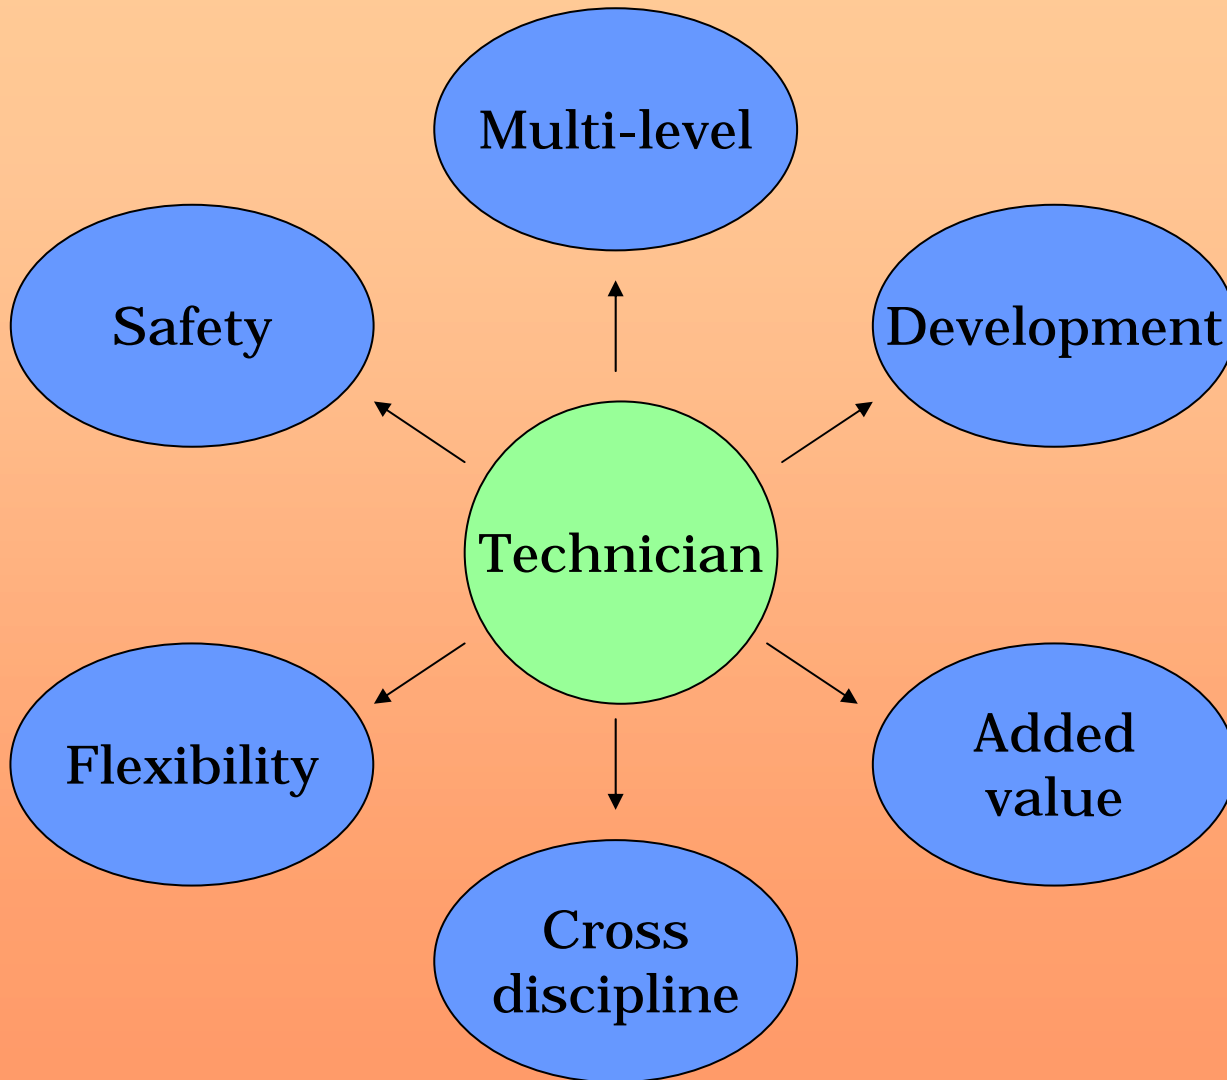 Multi-level
Safety
Development
Technician
Flexibility
Added
value
Cross
discipline